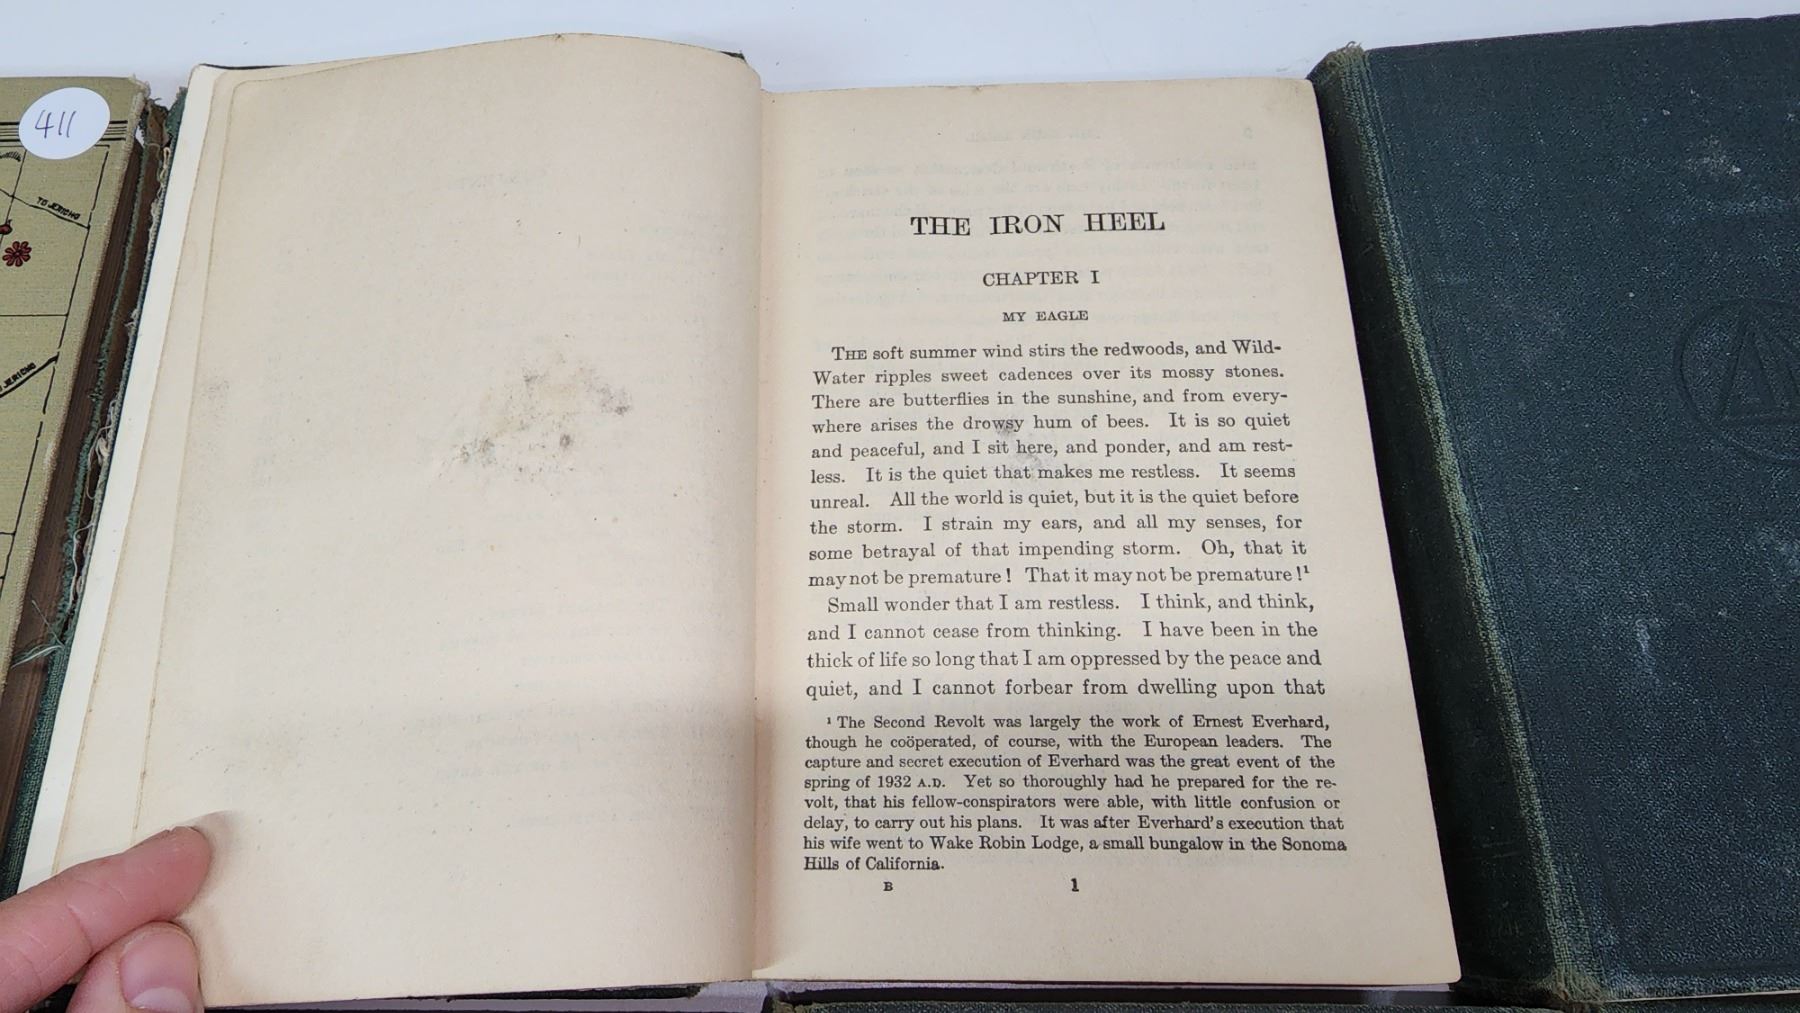 411
TO JERICHO
JERICHO
THE IRON HEEL
CHAPTER I
MY EAGLE
THE soft summer wind stirs the redwoods, and Wild-
Water ripples sweet cadences over its mossy stones.
There are butterflies in the sunshine, and from every-
where arises the drowsy hum of bees. It is so quiet
and peaceful, and I sit here, and ponder, and am rest-
less. It is the quiet that makes me restless. It seems
unreal. All the world is quiet, but it is the quiet before
the storm. I strain my ears, and all my senses, for
some betrayal of that impending storm. Oh, that it
may not be premature! That it may not be premature!¹
Small wonder that I am restless. I think, and think,
and I cannot cease from thinking. I have been in the
thick of life so long that I am oppressed by the peace and
quiet, and I cannot forbear from dwelling upon that
¹ The Second Revolt was largely the work of Ernest Everhard,
though he coöperated, of course, with the European leaders. The
capture and secret execution of Everhard was the great event of the
spring of 1932 A.D. Yet so thoroughly had he prepared for the re-
volt, that his fellow-conspirators were able, with little confusion or
delay, to carry out his plans. It was after Everhard's execution that
his wife went to Wake Robin Lodge, a small bungalow in the Sonoma
Hills of California.
B 1